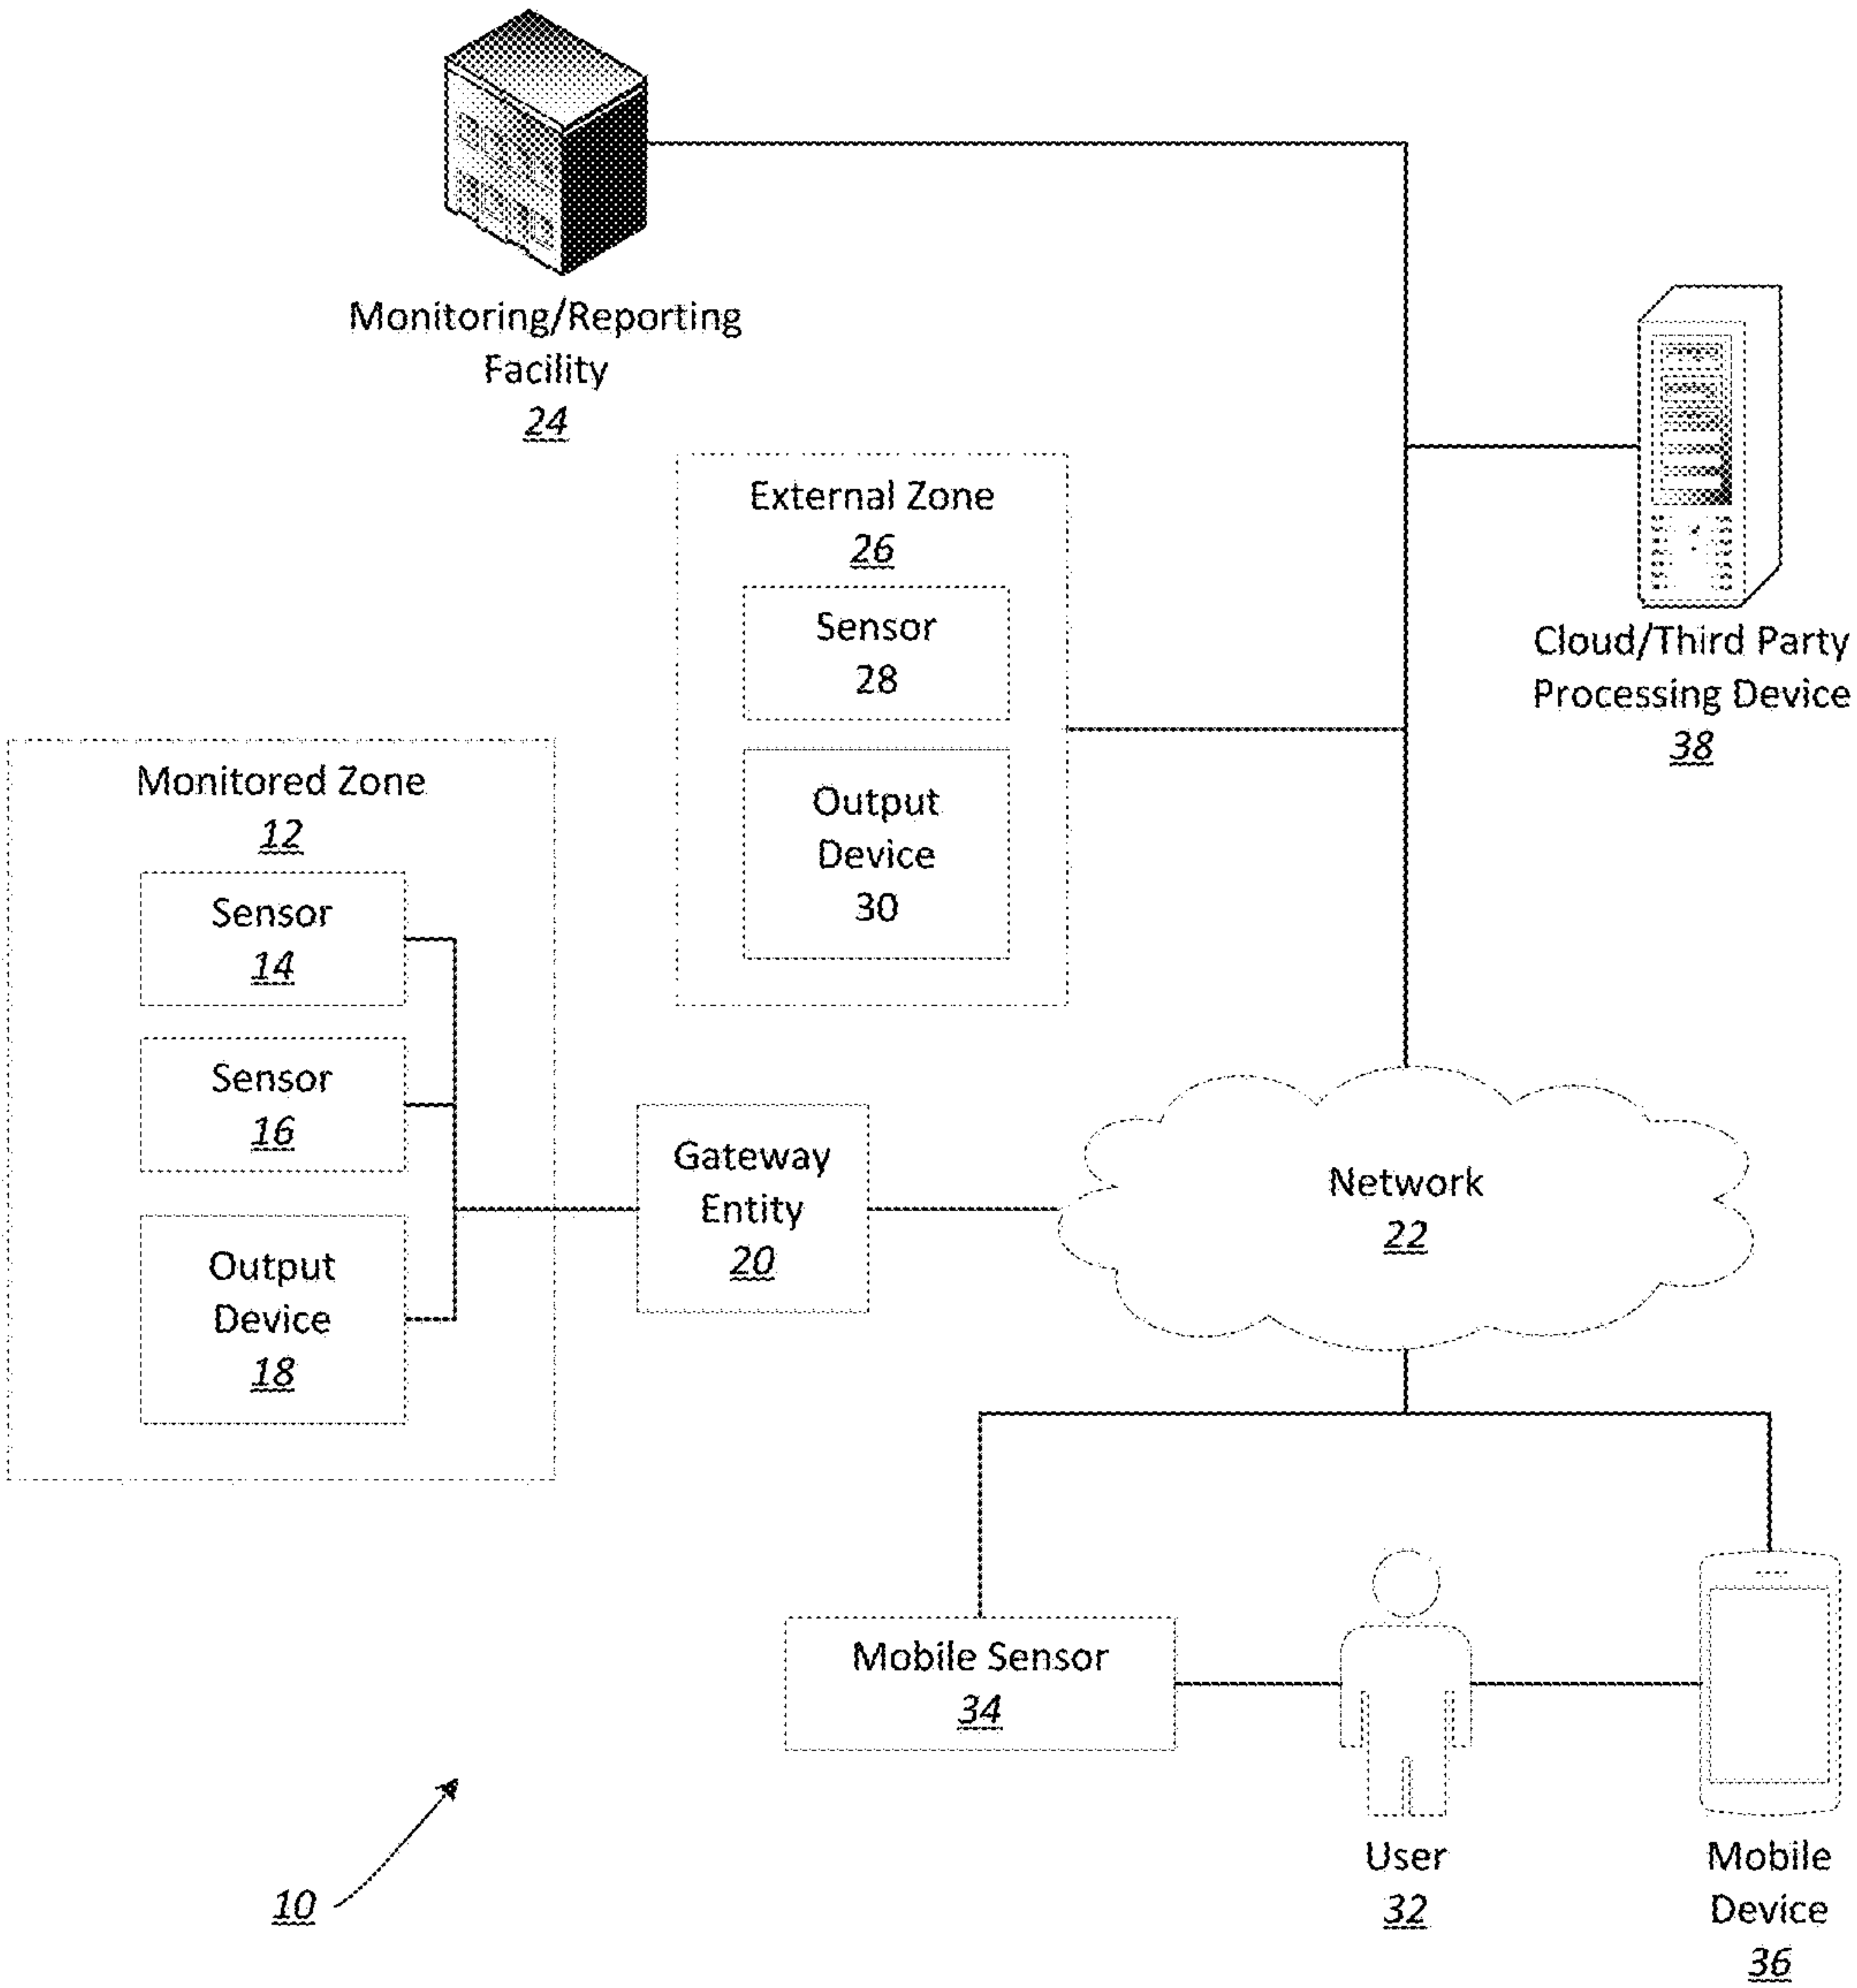 Monitoring/Reporting
Facility
24
External Zone
26
Sensor
28
Output
Device
30
Cloud/Third Party
Processing Device
38
Monitored Zone
12
Sensor
14
Sensor
16
Output
Device
18
Gateway
Entity
20
Network
22
Mobile Sensor
34
User
32
Mobile
Device
36
10